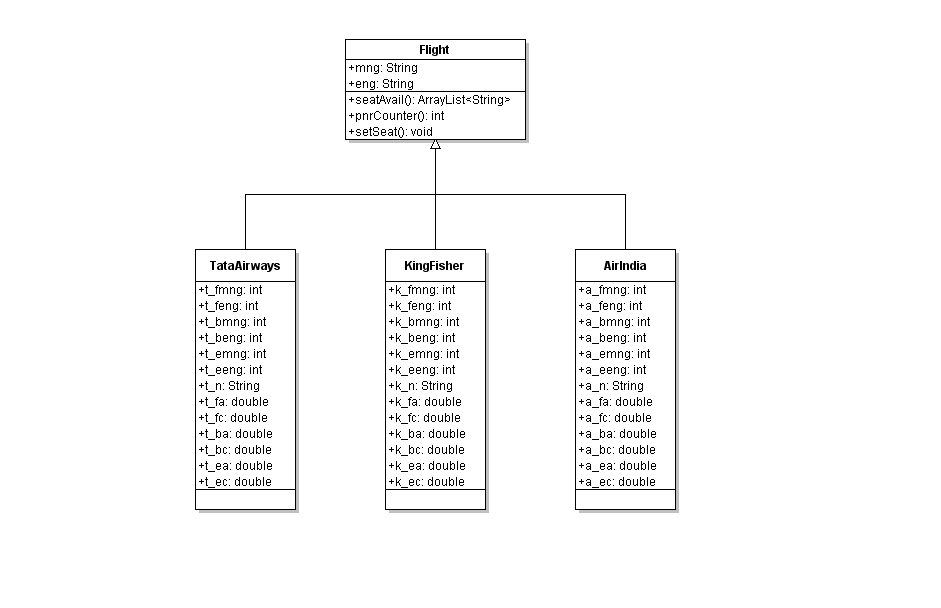 Flight
+mng: String
+eng: String
+seatAvail(): ArrayList<String>
+pnrCounter(): int
+setSeat(): void
TataAirways
+t_fmng: int
+t_feng: int
+t_bmng: int
+t_beng: int
+t_emng: int
+t_eeng: int
+t_n: String
+t_fa: double
+t_fc: double
+t_ba: double
+t_bc: double
+t_ea: double
+t_ec: double
KingFisher
+k_fmng: int
+k_feng: int
+k_bmng: int
+k_beng: int
+k_emng: int
+k_eeng: int
+k_n: String
+k_fa: double
+k_fc: double
+k_ba: double
+k_bc: double
+k_ea: double
+k_ec: double
AirIndia
+a_fmng: int
+a_feng: int
+a_bmng: int
+a_beng: int
+a_emng: int
+a_eeng: int
+a_n: String
+a_fa: double
+a_fc: double
+a_ba: double
+a_bc: double
+a_ea: double
+a_ec: double